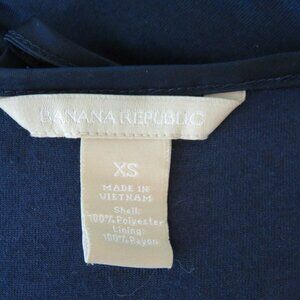 BANANA REPUBLIC
XS
MADE IN
VIETNAM
Shell:
100% Polyester
Lining:
100% Rayon